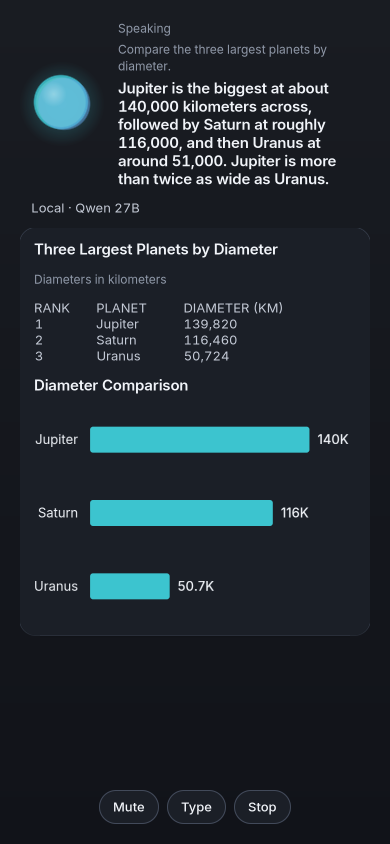 Speaking
Compare the three largest planets by
diameter.
Jupiter is the biggest at about
140,000 kilometers across,
followed by Saturn at roughly
116,000, and then Uranus at
around 51,000. Jupiter is more
than twice as wide as Uranus.
Local · Qwen 27B
Three Largest Planets by Diameter
Diameters in kilometers
RANK PLANET DIAMETER (KM)
1 Jupiter 139,820
2 Saturn 116,460
3 Uranus 50,724
Diameter Comparison
Jupiter 140K
Saturn 116K
Uranus 50.7K
Mute Type Stop